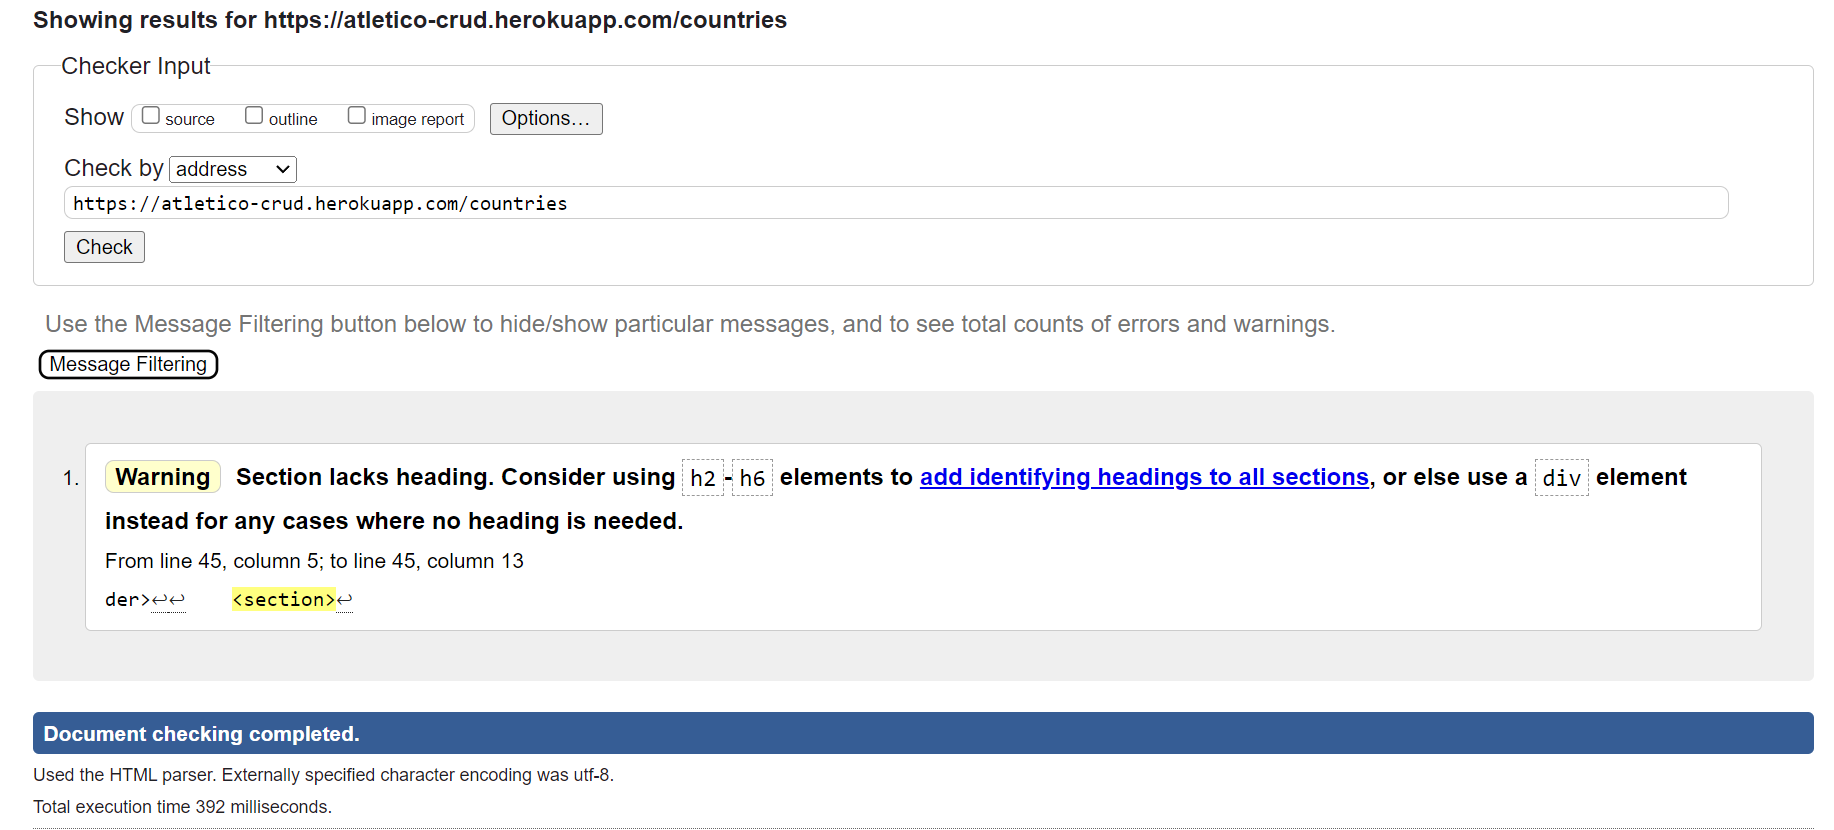 Showing results for https://atletico-crud.herokuapp.com/countries
Checker Input
Show source outline image report Options...
Check by address
https://atletico-crud.herokuapp.com/countries
Check
Use the Message Filtering button below to hide/show particular messages, and to see total counts of errors and warnings.
Message Filtering
1. Warning Section lacks heading. Consider using h2-h6 elements to add identifying headings to all sections, or else use a div element
instead for any cases where no heading is needed.
From line 45, column 5; to line 45, column 13
der>↩↩ <section>↩
Document checking completed.
Used the HTML parser. Externally specified character encoding was utf-8.
Total execution time 392 milliseconds.